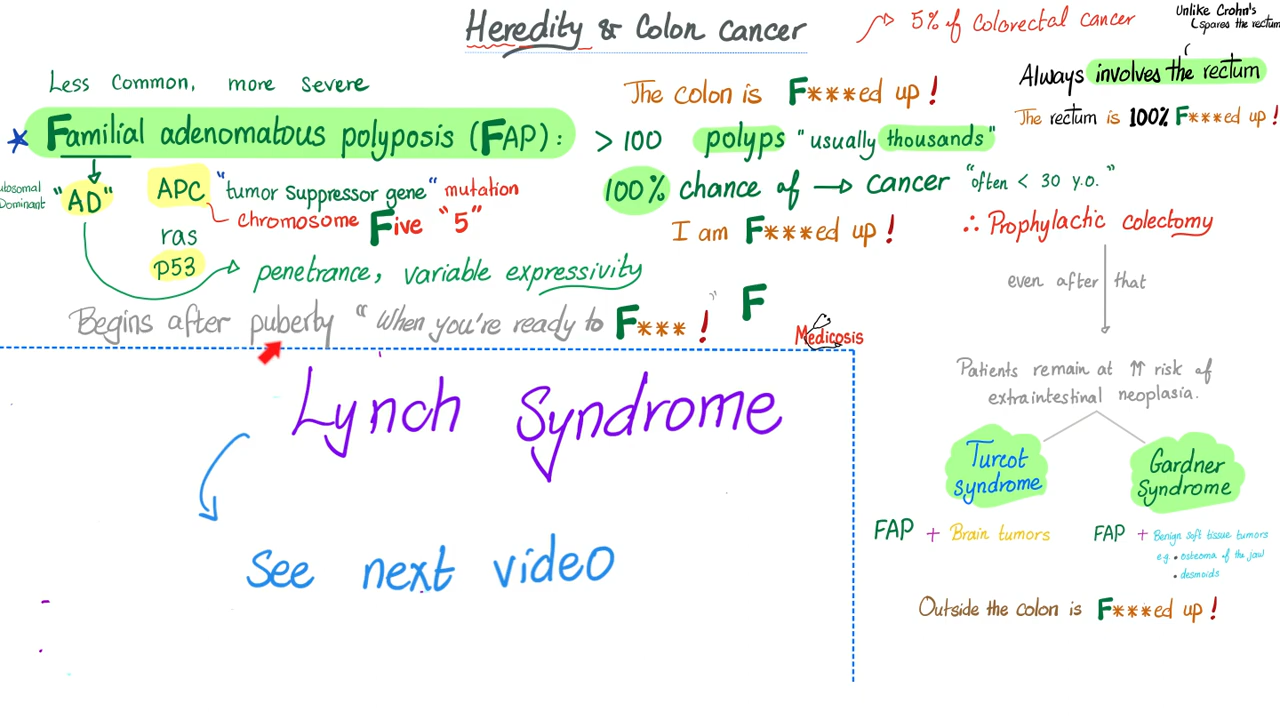 Heredity & Colon cancer
5% of Colorectal cancer
Unlike Crohn's
spares the rectum
Less Common, more Severe
The colon is F***ed up!
Always involves the rectum
The rectum is 100% F***ed up!
Familial adenomatous polyposis (FAP):
> 100 polyps "usually thousands"
utosomal
Dominant
"AD"
APC "tumor suppressor gene" mutation
chromosome Five "5"
100% chance of → cancer "often < 30 y.o."
ras
I am F***ed up!
∴ Prophylactic colectomy
P53
penetrance, variable expressivity
even after that
Begins after puberty "When you're ready to F***!"
F
Medicosis
Patients remain at ↑↑ risk of
extraintestinal neoplasia.
Lynch Syndrome
Turcot
syndrome
Gardner
Syndrome
FAP + Brain tumors
FAP + Benign soft tissue tumors
e.g. • osteoma of the jaw
• desmoids
See next video
Outside the colon is F***ed up!